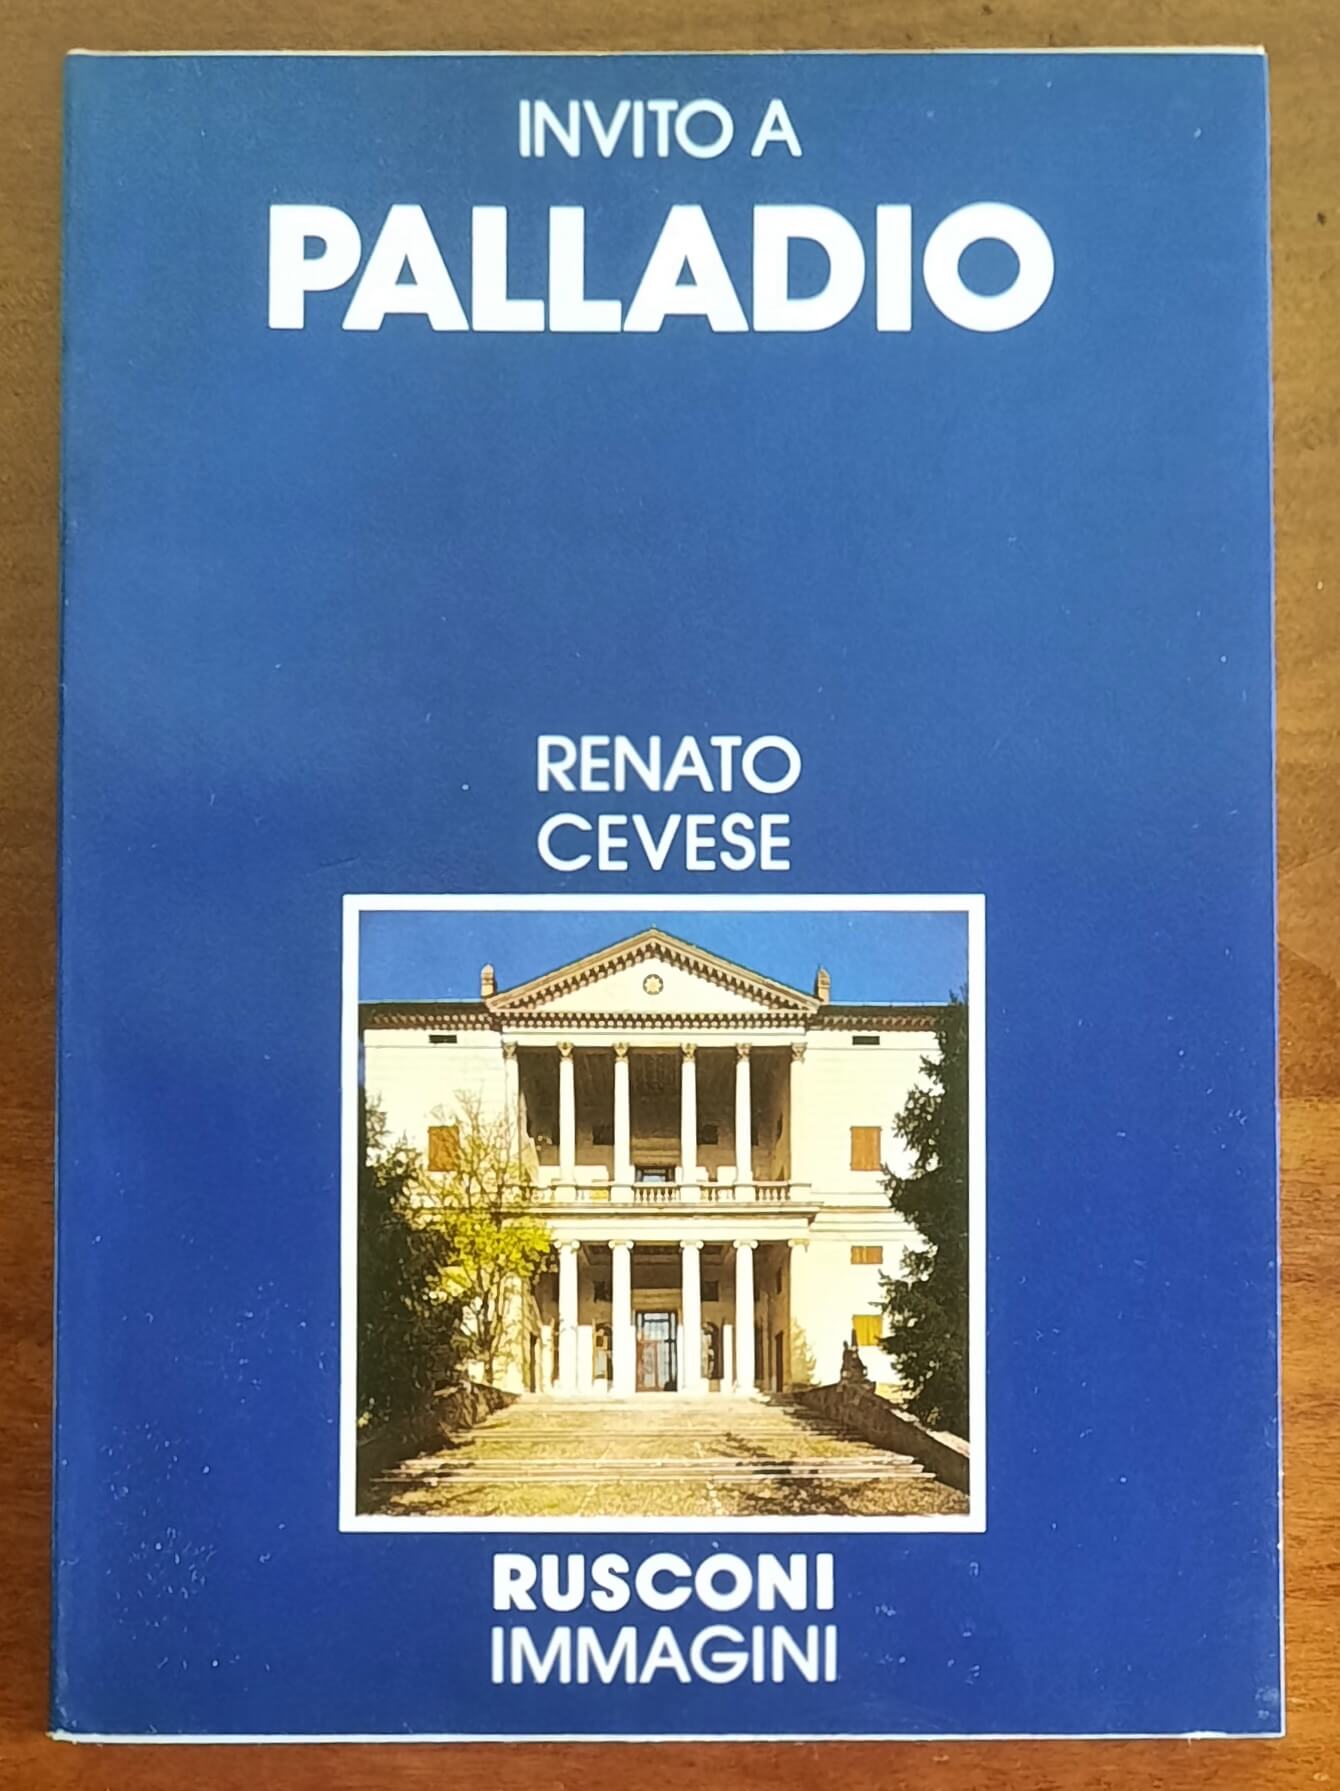 INVITO A
PALLADIO
RENATO
CEVESE
RUSCONI
IMMAGINI